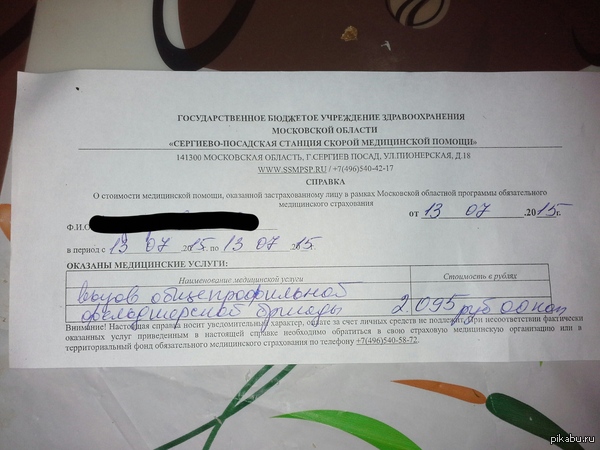 ГОСУДАРСТВЕННОЕ БЮДЖЕТОЕ УЧРЕЖДЕНИЕ ЗДРАВООХРАНЕНИЯ
МОСКОВСКОЙ ОБЛАСТИ
«СЕРГИЕВО-ПОСАДСКАЯ СТАНЦИЯ СКОРОЙ МЕДИЦИНСКОЙ ПОМОЩИ»
141300 МОСКОВСКАЯ ОБЛАСТЬ, Г.СЕРГИЕВ ПОСАД, УЛ.ПИОНЕРСКАЯ, Д.18
WWW.SSMPSP.RU / +7(496)540-42-17
СПРАВКА
О стоимости медицинской помощи, оказанной застрахованному лицу в рамках Московской областной программы обязательного
медицинского страхования
от 13 07 .2015г.
Ф.И.О
в период с 13 07 2015 по 13 07 2015.
ОКАЗАНЫ МЕДИЦИНСКИЕ УСЛУГИ:
Наименование медицинской услуги Стоимость в рублях
вызов общепрофильной
фельдшерской бригады 2 095 руб 00 коп
Внимание! Настоящая справка носит уведомительный характер, оплате за счет личных средств не подлежит. При несоответствии фактически
оказанных услуг приведенным в настоящей справке необходимо обратиться в свою страховую медицинскую организацию или в
территориальный фонд обязательного медицинского страхования по телефону +7(496)540-58-72.
pikabu.ru